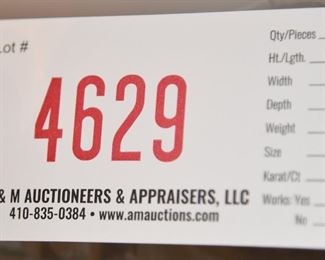 Lot #
4629
& M AUCTIONEERS & APPRAISERS, LLC
410-835-0384 • www.amauctions.com
Qty/Pieces
Ht./Lgth.
Width
Depth
Weight
Size
Karat/Ct
Works: Yes
No